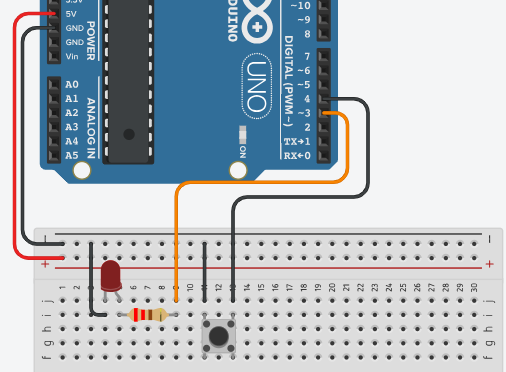 3.3V
5V
GND
GND
Vin
POWER
A0
A1
A2
A3
A4
A5
ANALOG IN
DUINO
UNO
ON
DIGITAL (PWM~)
~10
~9
8
7
~6
~5
4
~3
2
TX→1
RX←0
−
+
−
+
1 2 3 4 5 6 7 8 9 10 11 12 13 14 15 16 17 18 19 20 21 22 23 24 25 26 27 28 29 30
j
i
h
g
f
j
i
h
g
f